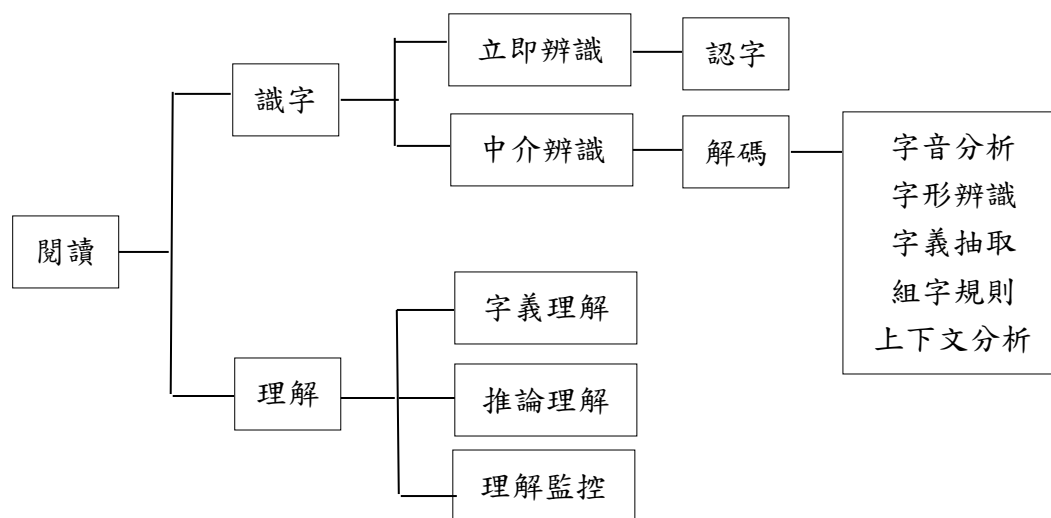 立即辨識
認字
識字
中介辨識
解碼
字音分析
字形辨識
字義抽取
組字規則
上下文分析
閱讀
字義理解
理解
推論理解
理解監控